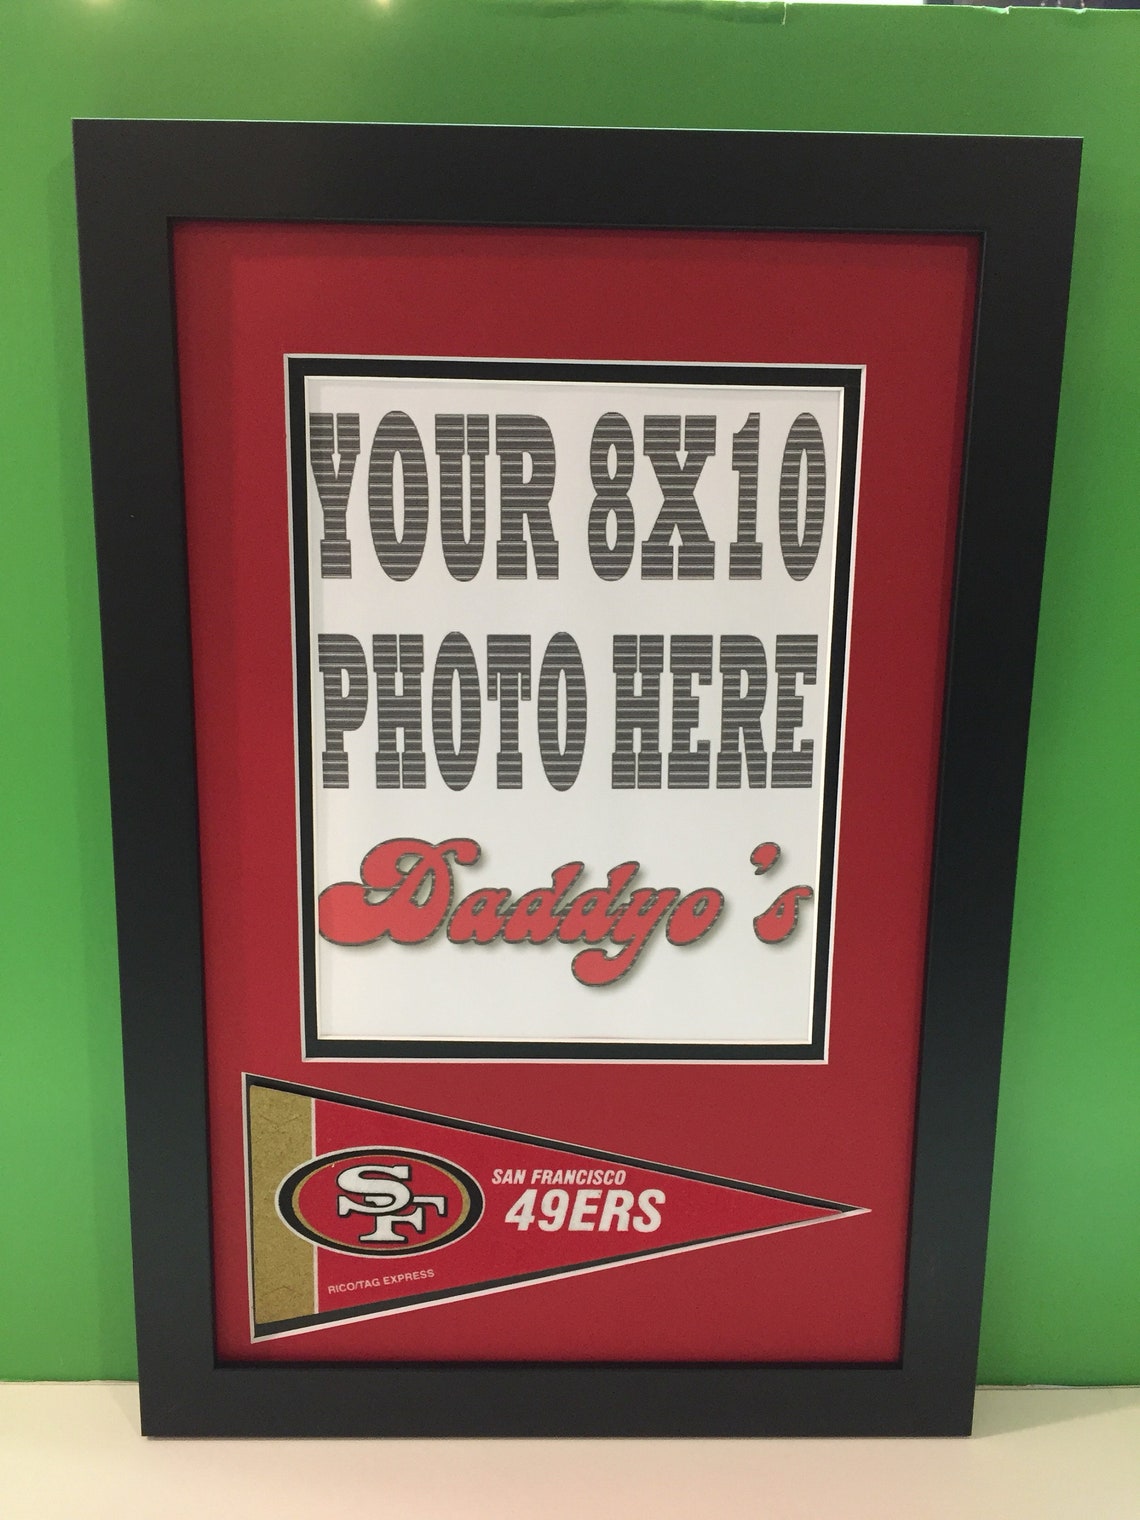 YOUR 8X10
PHOTO HERE
Daddyo's
SF
SAN FRANCISCO
49ERS
RICO/TAG EXPRESS